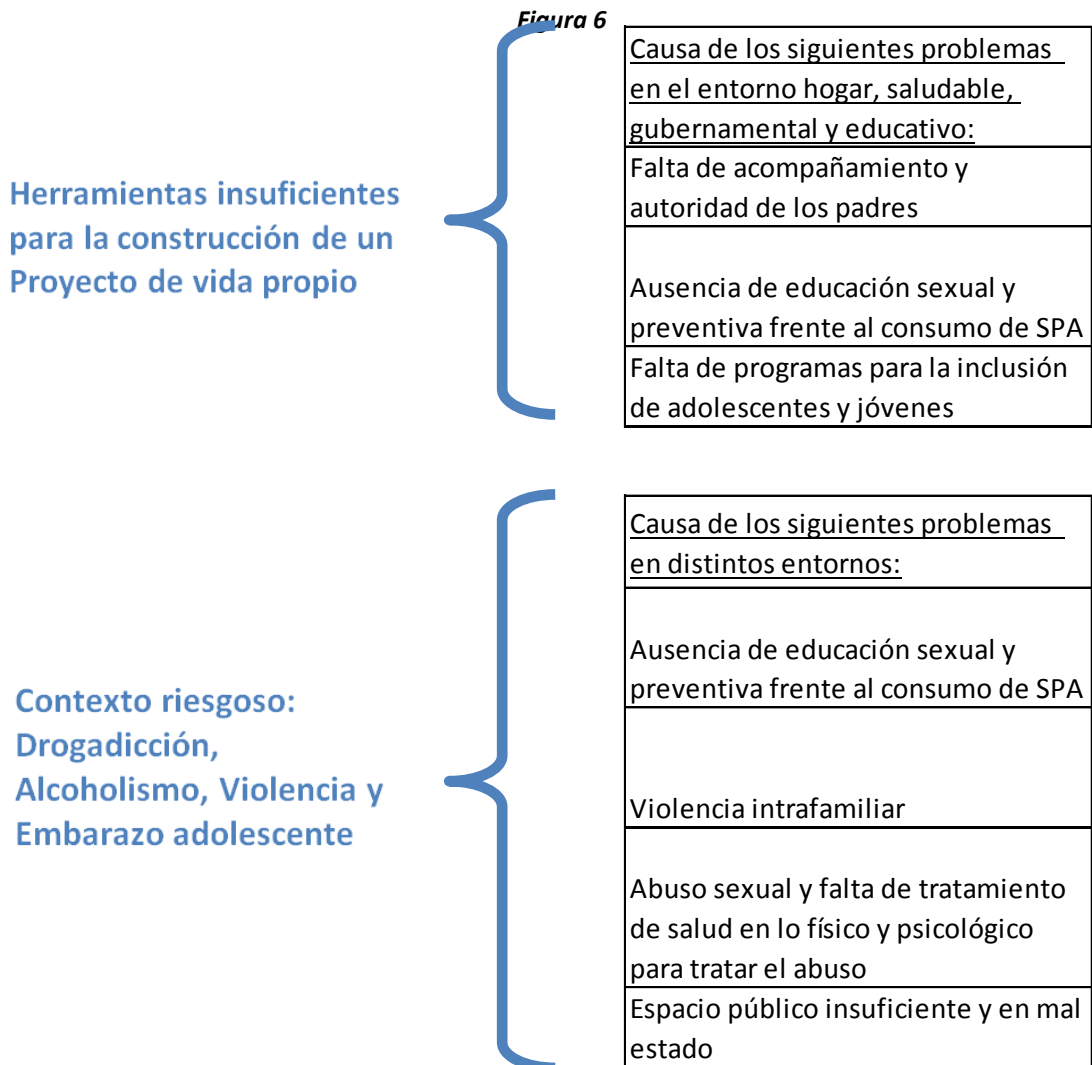 Figura 6
Herramientas insuficientes
para la construcción de un
Proyecto de vida propio
Causa de los siguientes problemas
en el entorno hogar, saludable,
gubernamental y educativo:
Falta de acompañamiento y
autoridad de los padres
Ausencia de educación sexual y
preventiva frente al consumo de SPA
Falta de programas para la inclusión
de adolescentes y jóvenes
Contexto riesgoso:
Drogadicción,
Alcoholismo, Violencia y
Embarazo adolescente
Causa de los siguientes problemas
en distintos entornos:
Ausencia de educación sexual y
preventiva frente al consumo de SPA
Violencia intrafamiliar
Abuso sexual y falta de tratamiento
de salud en lo físico y psicológico
para tratar el abuso
Espacio público insuficiente y en mal
estado